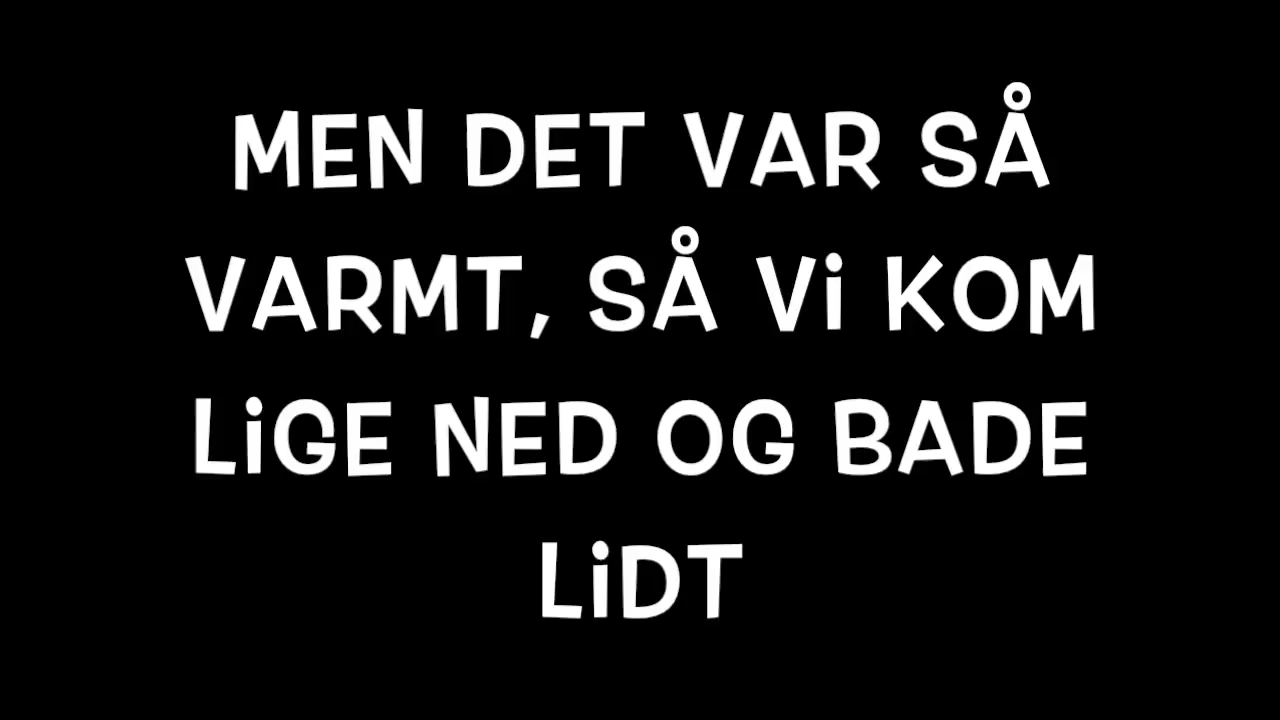 MEN DET VAR SÅ
VARMT, SÅ Vi KOM
LiGE NED OG BADE
LiDT